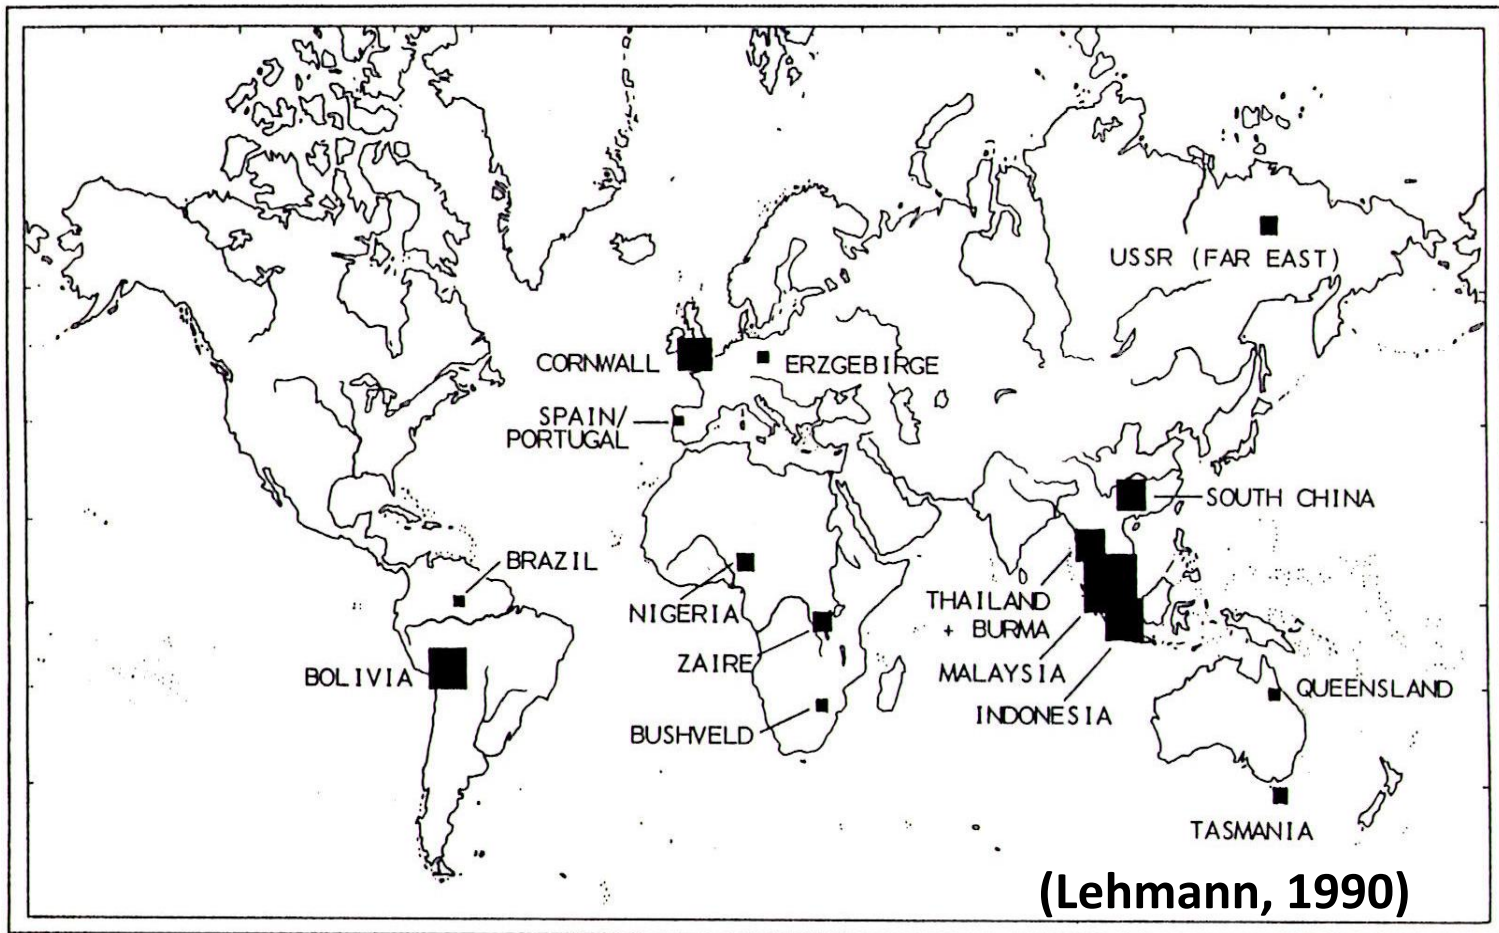 USSR (FAR EAST)
CORNWALL
ERZGEBIRGE
SPAIN/
PORTUGAL
SOUTH CHINA
BRAZIL
NIGERIA
THAILAND
+ BURMA
ZAIRE
MALAYSIA
BOLIVIA
INDONESIA
QUEENSLAND
BUSHVELD
TASMANIA
(Lehmann, 1990)